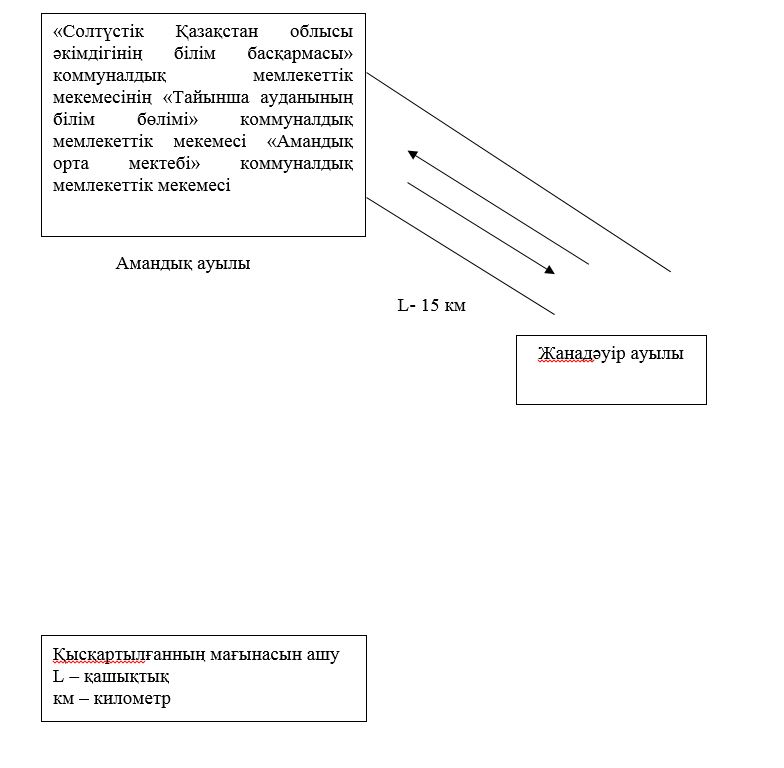 «Солтүстік Қазақстан облысы
әкімдігінің білім басқармасы»
коммуналдық мемлекеттік
мекемесінің «Тайынша ауданының
білім бөлімі» коммуналдық
мемлекеттік мекемесі «Амандық
орта мектебі» коммуналдық
мемлекеттік мекемесі
Амандық ауылы
L- 15 км
Жанадәуір ауылы
Қысқартылғанның мағынасын ашу
L – қашықтық
км – километр